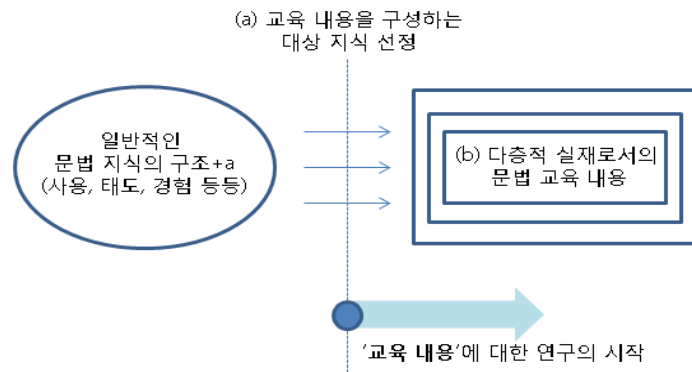 (a) 교육 내용을 구성하는
대상 지식 선정
일반적인
문법 지식의 구조+a
(사용, 태도, 경험 등등)
(b) 다층적 실재로서의
문법 교육 내용
‘교육 내용’에 대한 연구의 시작